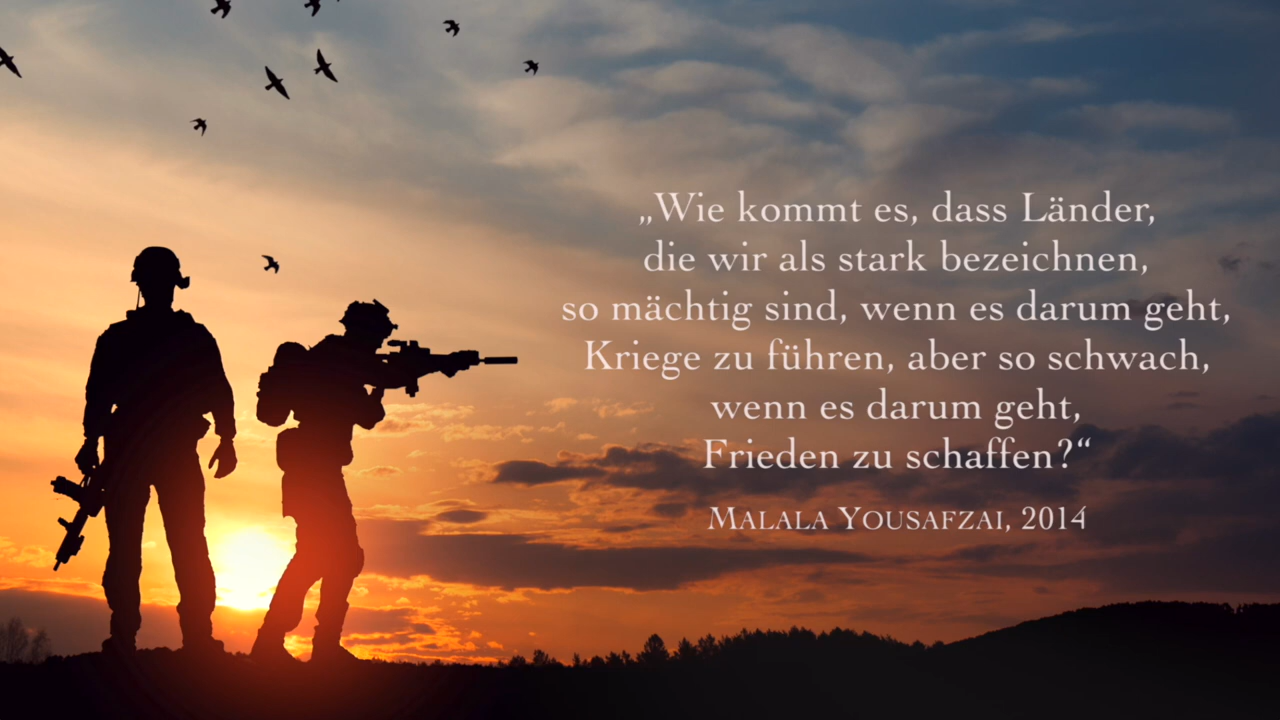 „Wie kommt es, dass Länder,
die wir als stark bezeichnen,
so mächtig sind, wenn es darum geht,
Kriege zu führen, aber so schwach,
wenn es darum geht,
Frieden zu schaffen?“
Malala Yousafzai, 2014